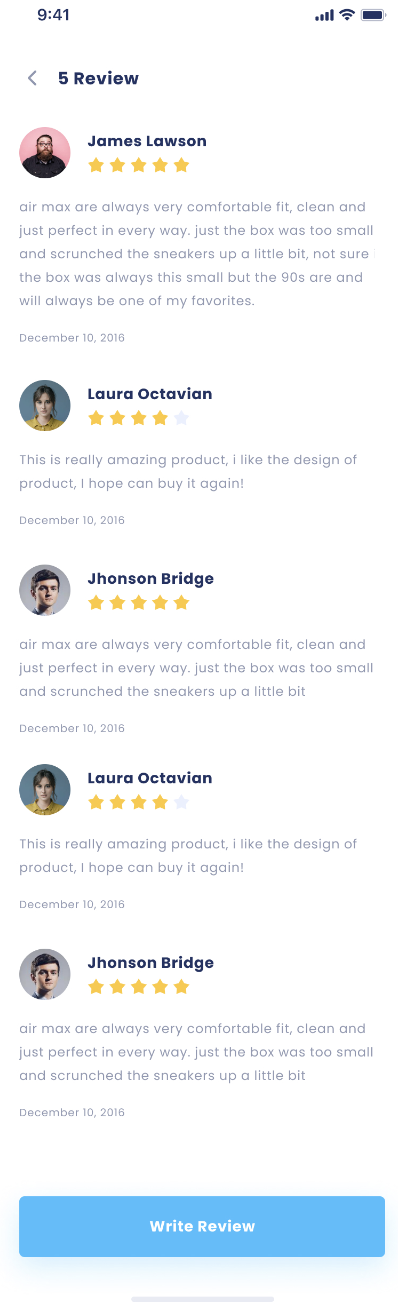 9:41
5 Review
James Lawson
air max are always very comfortable fit, clean and
just perfect in every way. just the box was too small
and scrunched the sneakers up a little bit, not sure
the box was always this small but the 90s are and
will always be one of my favorites.
December 10, 2016
Laura Octavian
This is really amazing product, i like the design of
product, I hope can buy it again!
December 10, 2016
Jhonson Bridge
air max are always very comfortable fit, clean and
just perfect in every way. just the box was too small
and scrunched the sneakers up a little bit
December 10, 2016
Laura Octavian
This is really amazing product, i like the design of
product, I hope can buy it again!
December 10, 2016
Jhonson Bridge
air max are always very comfortable fit, clean and
just perfect in every way. just the box was too small
and scrunched the sneakers up a little bit
December 10, 2016
Write Review